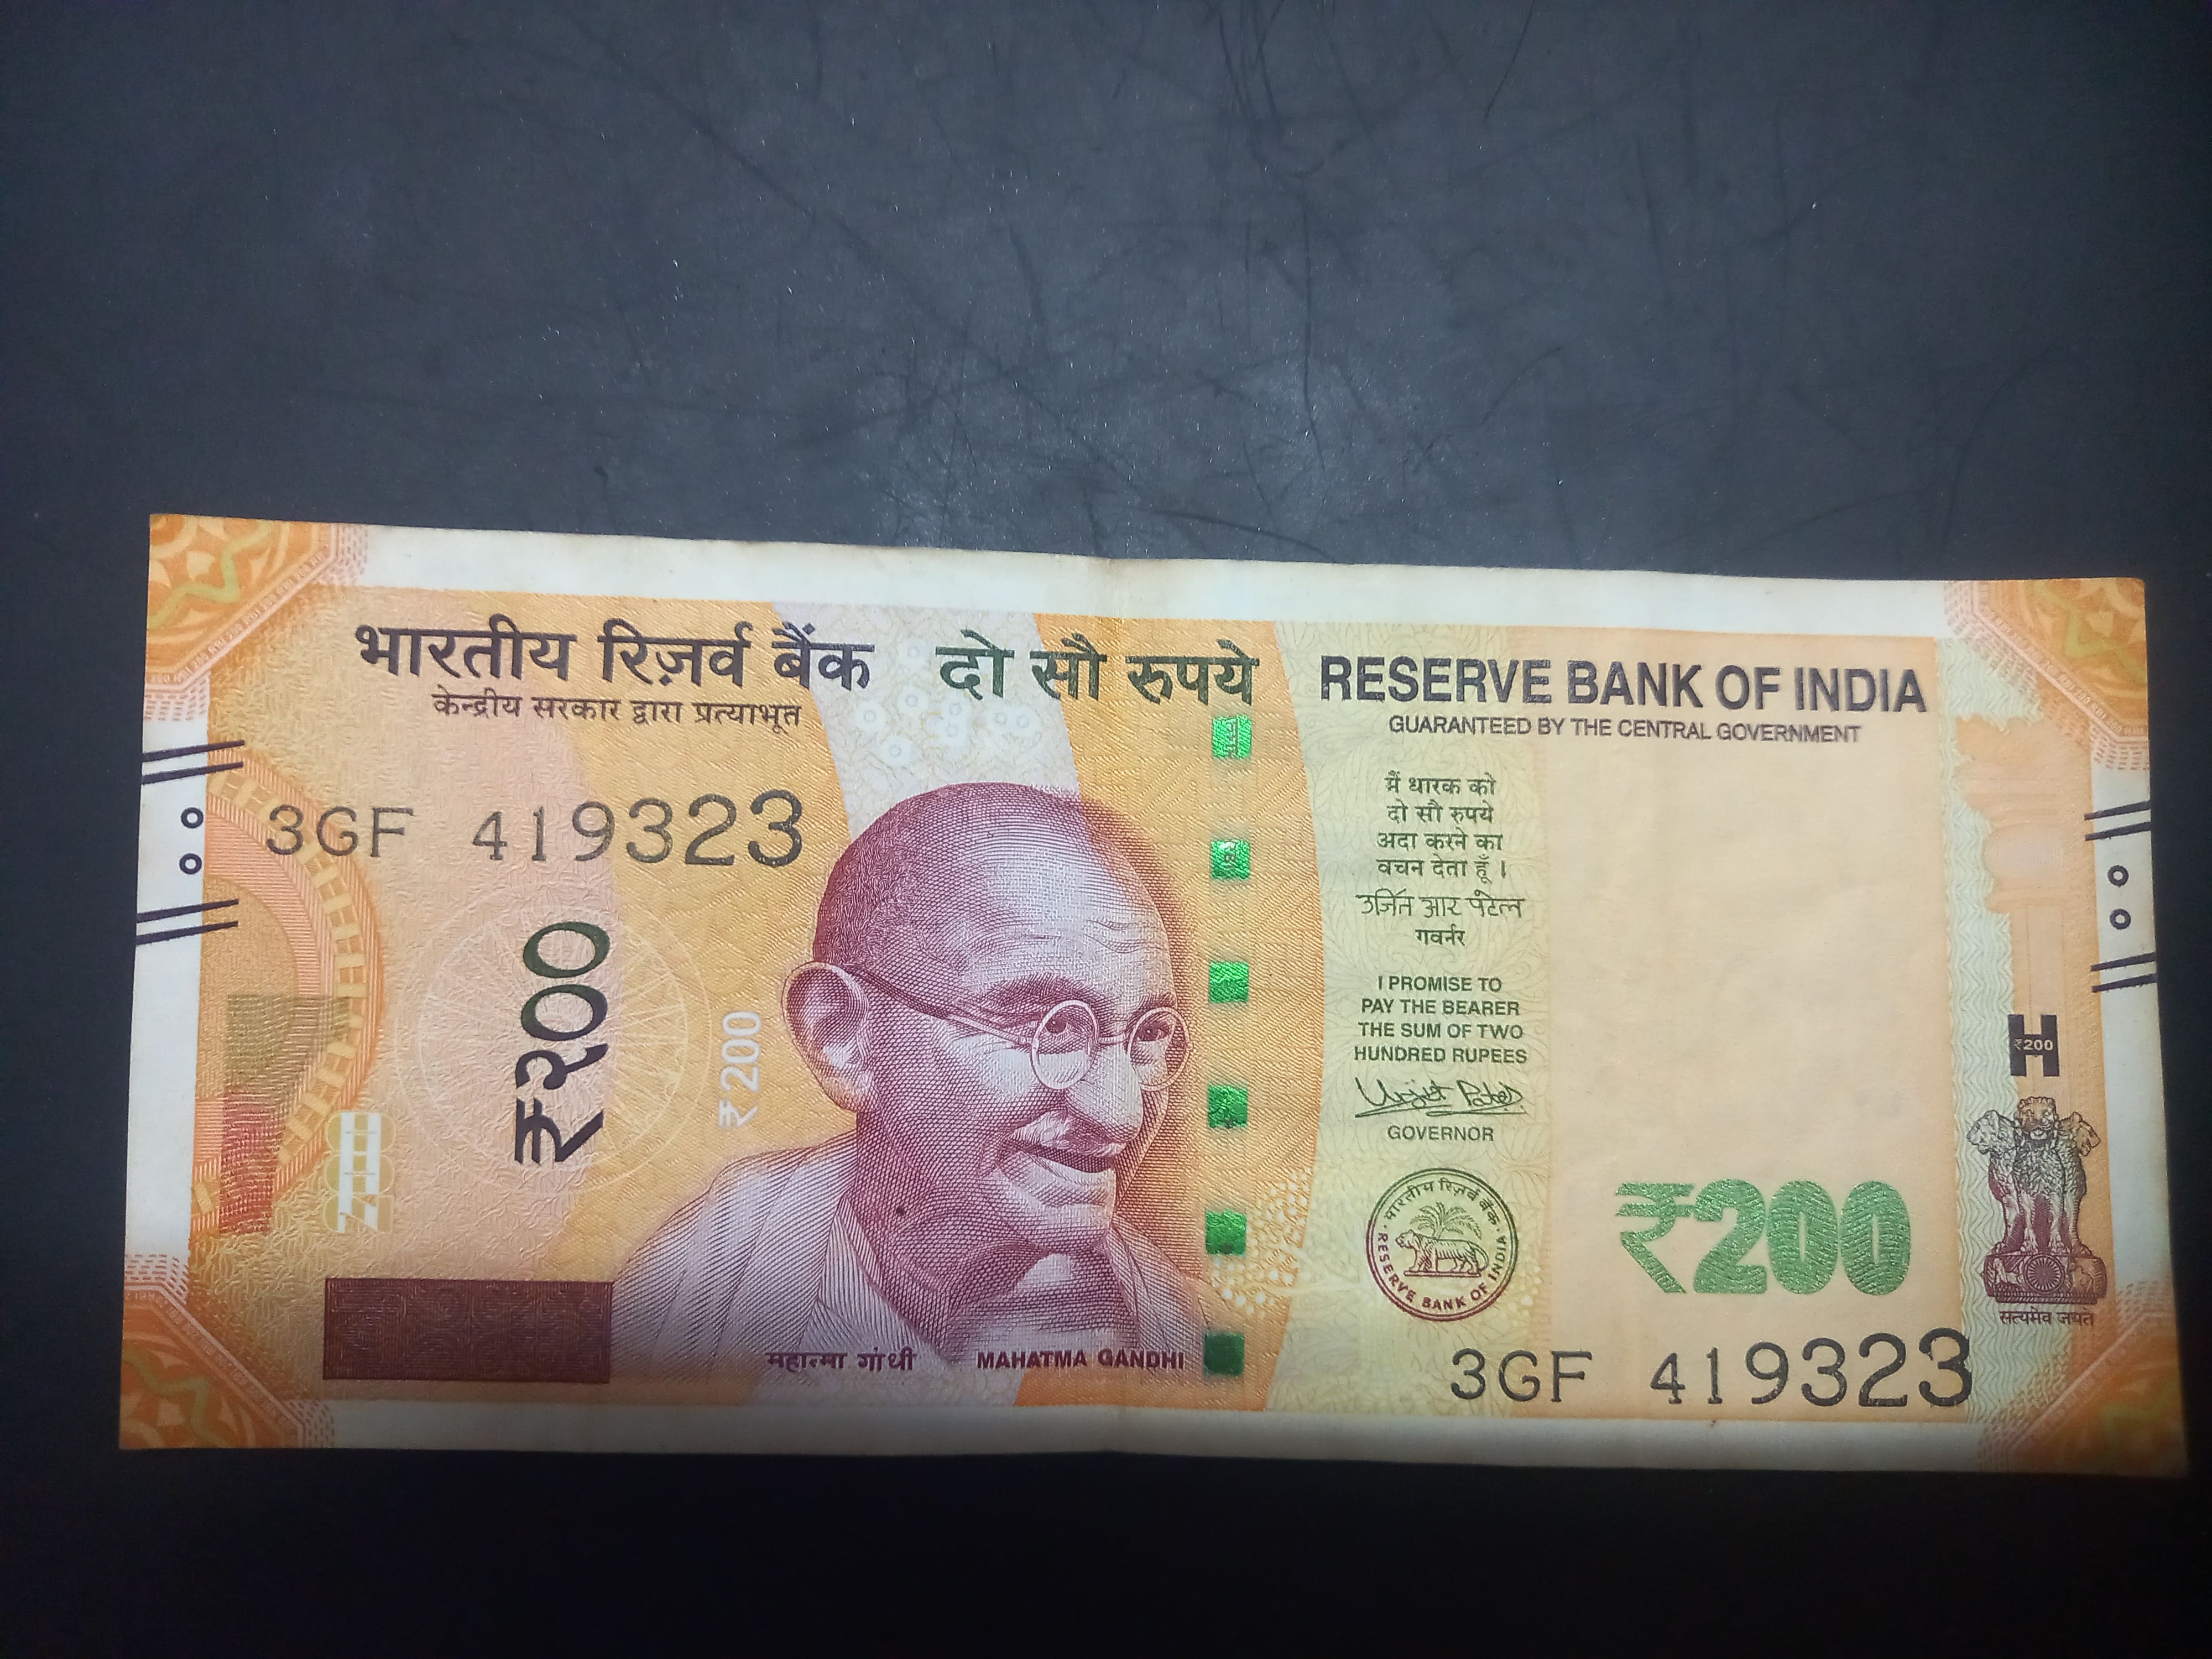 भारतीय रिज़र्व बैंक
केन्द्रीय सरकार द्वारा प्रत्याभूत
दो सौ रुपये
RESERVE BANK OF INDIA
GUARANTEED BY THE CENTRAL GOVERNMENT
3GF 419323
₹२००
₹200
मैं धारक को
दो सौ रुपये
अदा करने का
वचन देता हूँ ।
उर्जित आर पटेल
गवर्नर
I PROMISE TO
PAY THE BEARER
THE SUM OF TWO
HUNDRED RUPEES
Urjit Patel
GOVERNOR
भारतीय रिज़र्व बैंक
RESERVE BANK OF INDIA
H
₹200
₹200
सत्यमेव जयते
महात्मा गांधी
MAHATMA GANDHI
3GF 419323